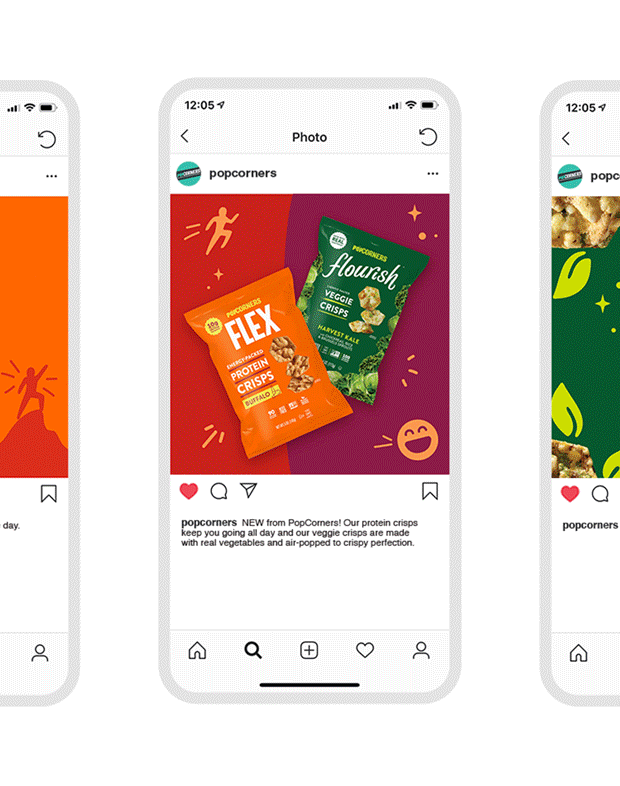 day.
12:05
Photo
popcorners
POPCORNERS
FLEX
ENERGY-PACKED
PROTEIN
CRISPS
BUFFALO
10g
POPCORNERS
flourish
VEGGIE
CRISPS
HARVEST KALE
REAL
popcorners NEW from PopCorners! Our protein crisps
keep you going all day and our veggie crisps are made
with real vegetables and air-popped to crispy perfection.
12:05
popc
popcorners